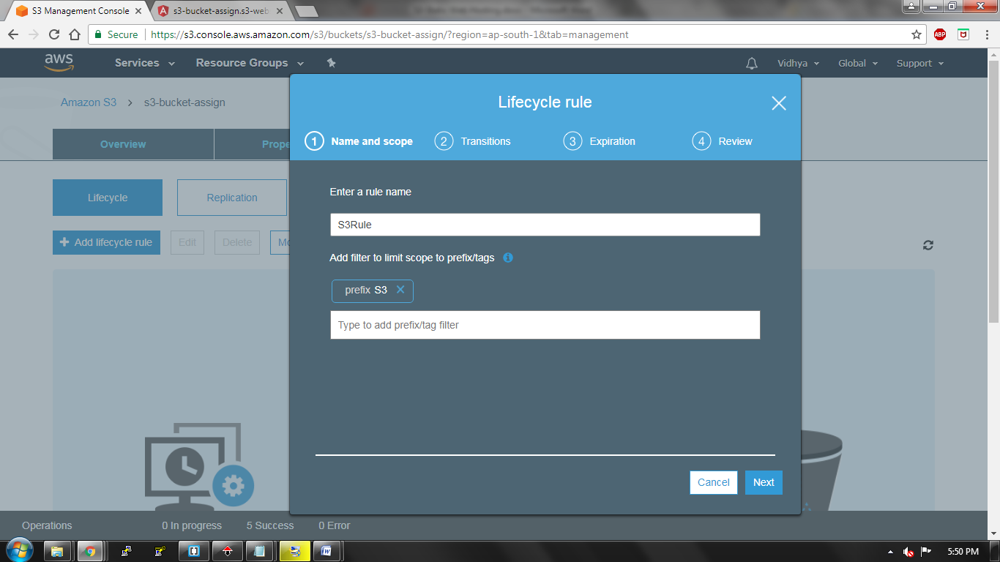 S3 Management Console
s3-bucket-assign.s3-web
Secure
https://s3.console.aws.amazon.com/s3/buckets/s3-bucket-assign/?region=ap-south-1&tab=management
ABP
aws
Services
Resource Groups
Vidhya
Global
Support
Amazon S3 > s3-bucket-assign
Overview
Prope
Lifecycle
Replication
+ Add lifecycle rule
Edit
Delete
Mo
Lifecycle rule
1 Name and scope
2 Transitions
3 Expiration
4 Review
Enter a rule name
S3Rule
Add filter to limit scope to prefix/tags
prefix S3
Type to add prefix/tag filter
Cancel
Next
Operations
0 In progress
5 Success
0 Error
5:50 PM